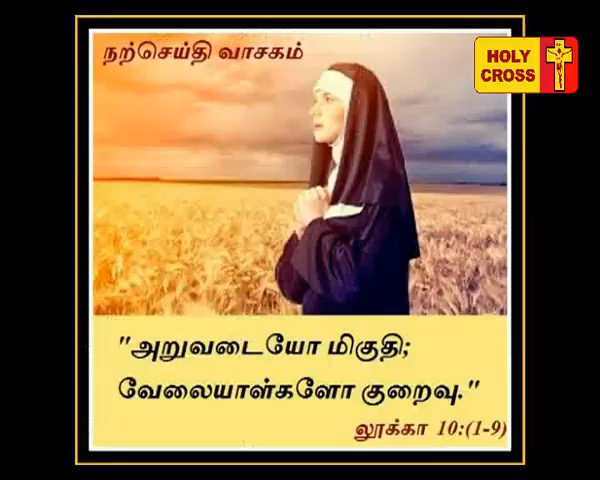 நற்செய்தி வாசகம்
HOLY
CROSS
"அறுவடையோ மிகுதி;
வேலையாள்களோ குறைவு."
லூக்கா 10:(1-9)